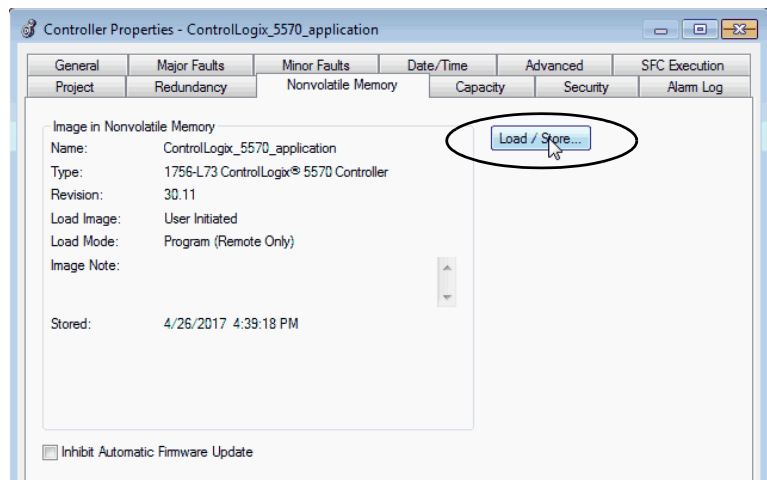 Controller Properties - ControlLogix_5570_application
General Major Faults Minor Faults Date/Time Advanced SFC Execution
Project Redundancy Nonvolatile Memory Capacity Security Alarm Log
Image in Nonvolatile Memory
Load / Store...
Name: ControlLogix_5570_application
Type: 1756-L73 ControlLogix® 5570 Controller
Revision: 30.11
Load Image: User Initiated
Load Mode: Program (Remote Only)
Image Note:
Stored: 4/26/2017 4:39:18 PM
Inhibit Automatic Firmware Update